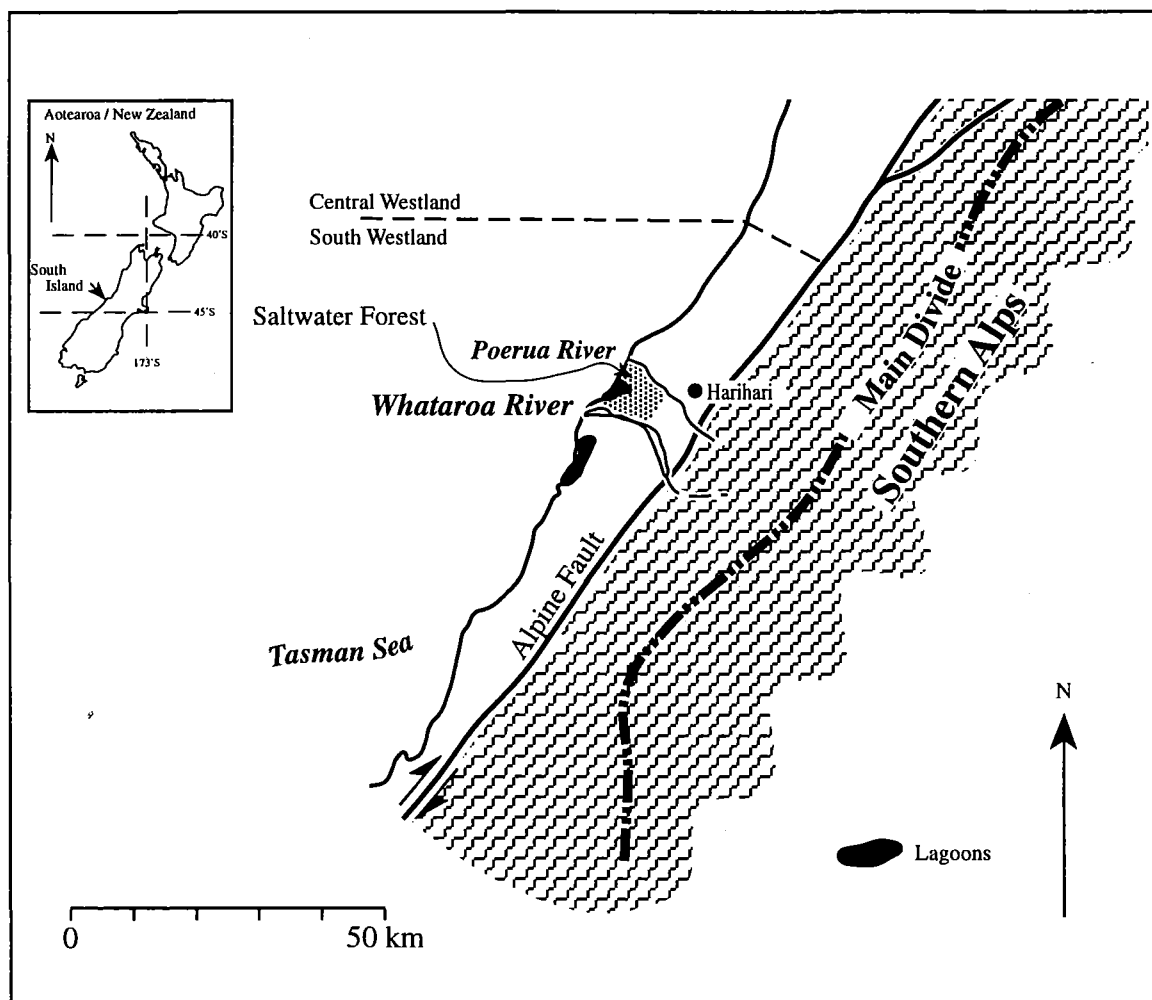 Aotearoa / New Zealand
N
40'S
South
Island
45'S
173'S
Central Westland
South Westland
Saltwater Forest
Poerua River
Whataroa River
Harihari
Main Divide
Southern Alps
Alpine Fault
Tasman Sea
N
Lagoons
0
50 km